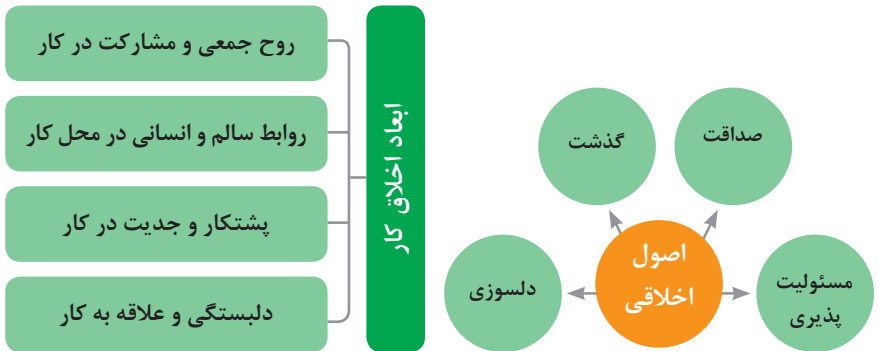 صداقت
گذشت
اصول
اخلاقی
مسئولیت
پذیری
دلسوزی
ابعاد اخلاق کار
روح جمعی و مشارکت در کار
روابط سالم و انسانی در محل کار
پشتکار و جدیت در کار
دلبستگی و علاقه به کار